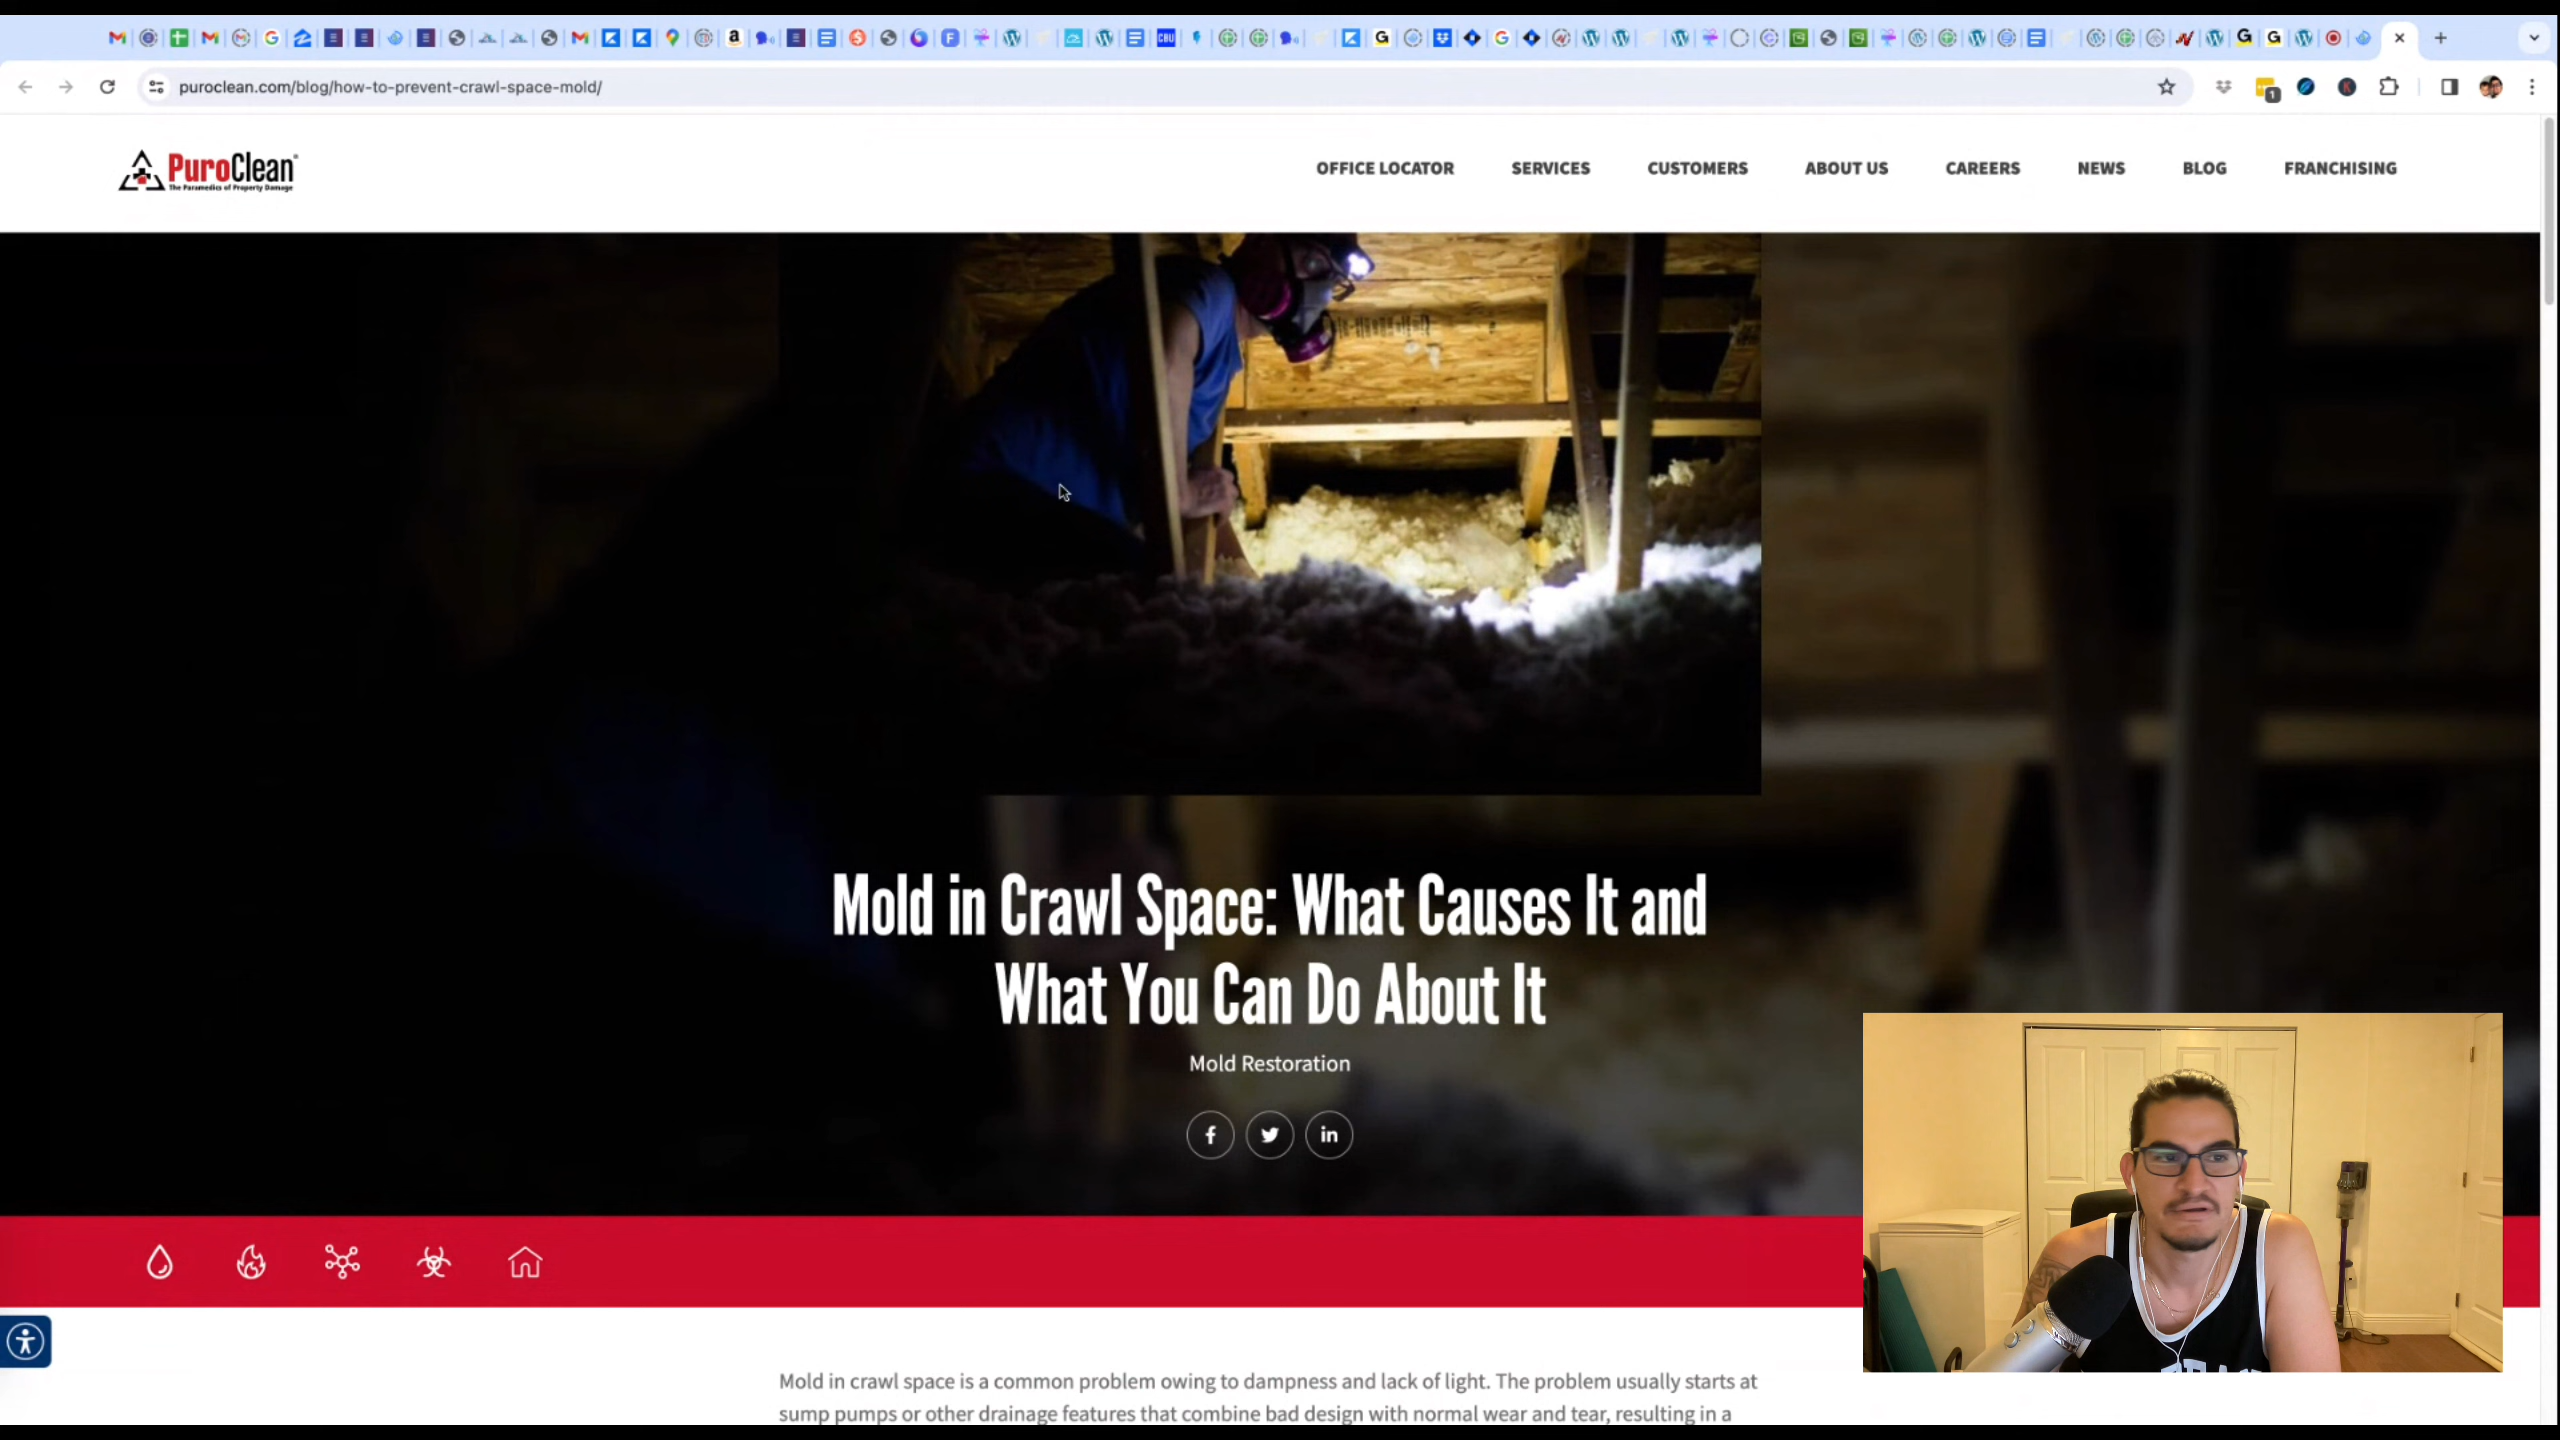 puroclean.com/blog/how-to-prevent-crawl-space-mold/
1
PuroClean®
The Paramedics of Property Damage
OFFICE LOCATOR SERVICES CUSTOMERS ABOUT US CAREERS NEWS BLOG FRANCHISING
Mold in Crawl Space: What Causes It and
What You Can Do About It
Mold Restoration
Mold in crawl space is a common problem owing to dampness and lack of light. The problem usually starts at
sump pumps or other drainage features that combine bad design with normal wear and tear, resulting in a